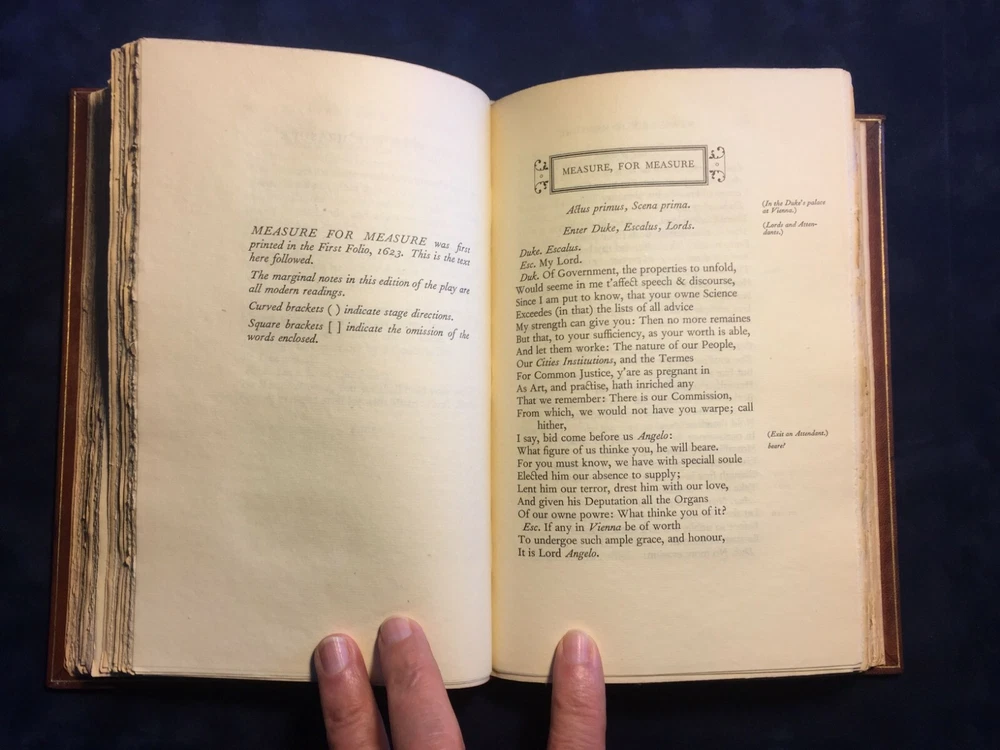 MEASURE FOR MEASURE was first
printed in the First Folio, 1623. This is the text
here followed.
The marginal notes in this edition of the play are
all modern readings.
Curved brackets ( ) indicate stage directions.
Square brackets [ ] indicate the omission of the
words enclosed.
MEASURE, FOR MEASURE
Actus primus, Scena prima.
(In the Duke's palace
at Vienna.)
Enter Duke, Escalus, Lords.
(Lords and Atten-
dants.)
Duke. Escalus.
Esc. My Lord.
Duk. Of Government, the properties to unfold,
Would seeme in me t'affect speech & discourse,
Since I am put to know, that your owne Science
Exceedes (in that) the lists of all advice
My strength can give you: Then no more remaines
But that, to your sufficiency, as your worth is able,
And let them worke: The nature of our People,
Our Cities Institutions, and the Termes
For Common Justice, y'are as pregnant in
As Art, and practise, hath inriched any
That we remember: There is our Commission,
From which, we would not have you warpe; call
hither,
I say, bid come before us Angelo:
(Exit an Attendant.)
What figure of us thinke you, he will beare.
beare?
For you must know, we have with speciall soule
Elected him our absence to supply;
Lent him our terror, drest him with our love,
And given his Deputation all the Organs
Of our owne powre: What thinke you of it?
Esc. If any in Vienna be of worth
To undergoe such ample grace, and honour,
It is Lord Angelo.